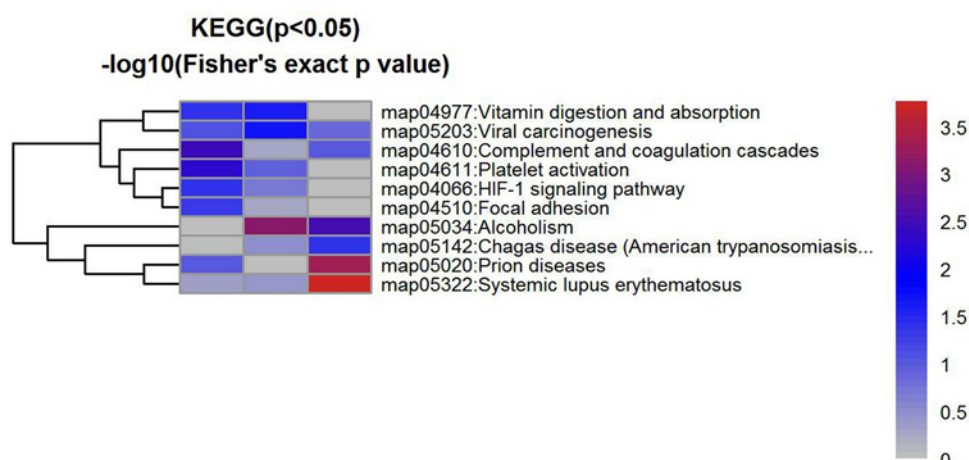 KEGG(p<0.05)
-log10(Fisher's exact p value)
map04977:Vitamin digestion and absorption
map05203:Viral carcinogenesis
map04610:Complement and coagulation cascades
map04611:Platelet activation
map04066:HIF-1 signaling pathway
map04510:Focal adhesion
map05034:Alcoholism
map05142:Chagas disease (American trypanosomiasis...
map05020:Prion diseases
map05322:Systemic lupus erythematosus
3.5
3
2.5
2
1.5
1
0.5
0